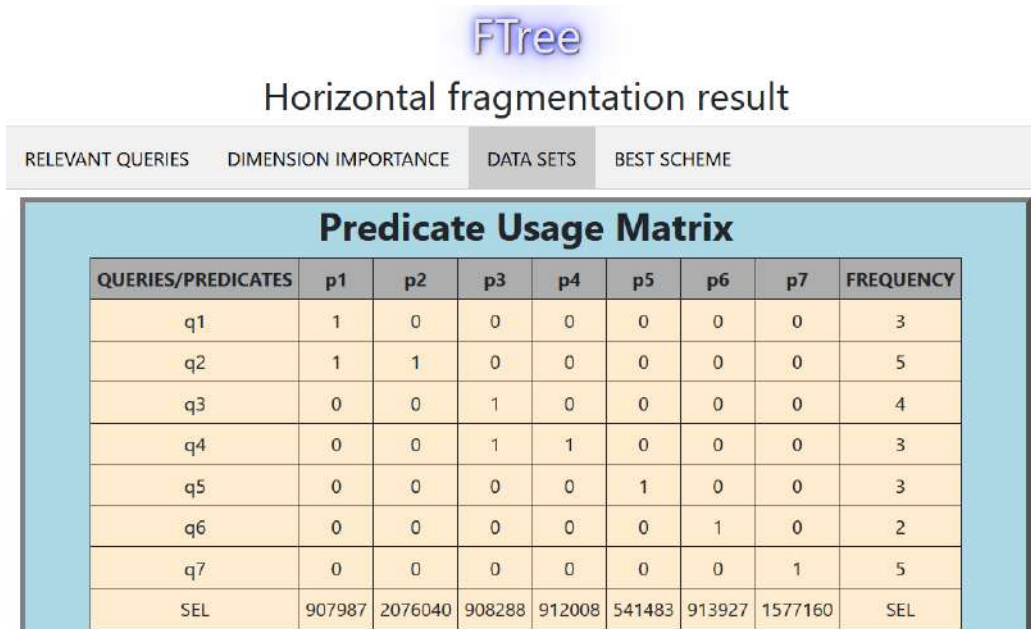 FTree
Horizontal fragmentation result
RELEVANT QUERIES DIMENSION IMPORTANCE DATA SETS BEST SCHEME
Predicate Usage Matrix
QUERIES/PREDICATES p1 p2 p3 p4 p5 p6 p7 FREQUENCY
q1 1 0 0 0 0 0 0 3
q2 1 1 0 0 0 0 0 5
q3 0 0 1 0 0 0 0 4
q4 0 0 1 1 0 0 0 3
q5 0 0 0 0 1 0 0 3
q6 0 0 0 0 0 1 0 2
q7 0 0 0 0 0 0 1 5
SEL 907987 2076040 908288 912008 541483 913927 1577160 SEL